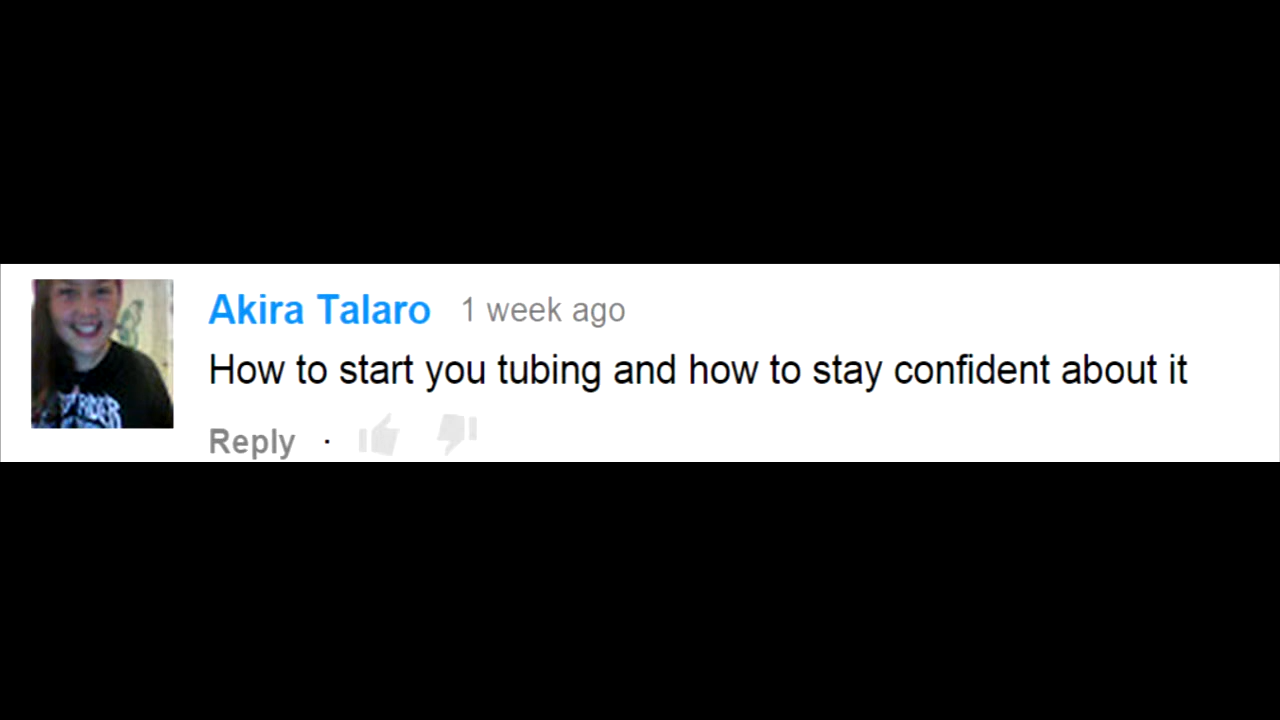 Akira Talaro 1 week ago
How to start you tubing and how to stay confident about it
Reply ·